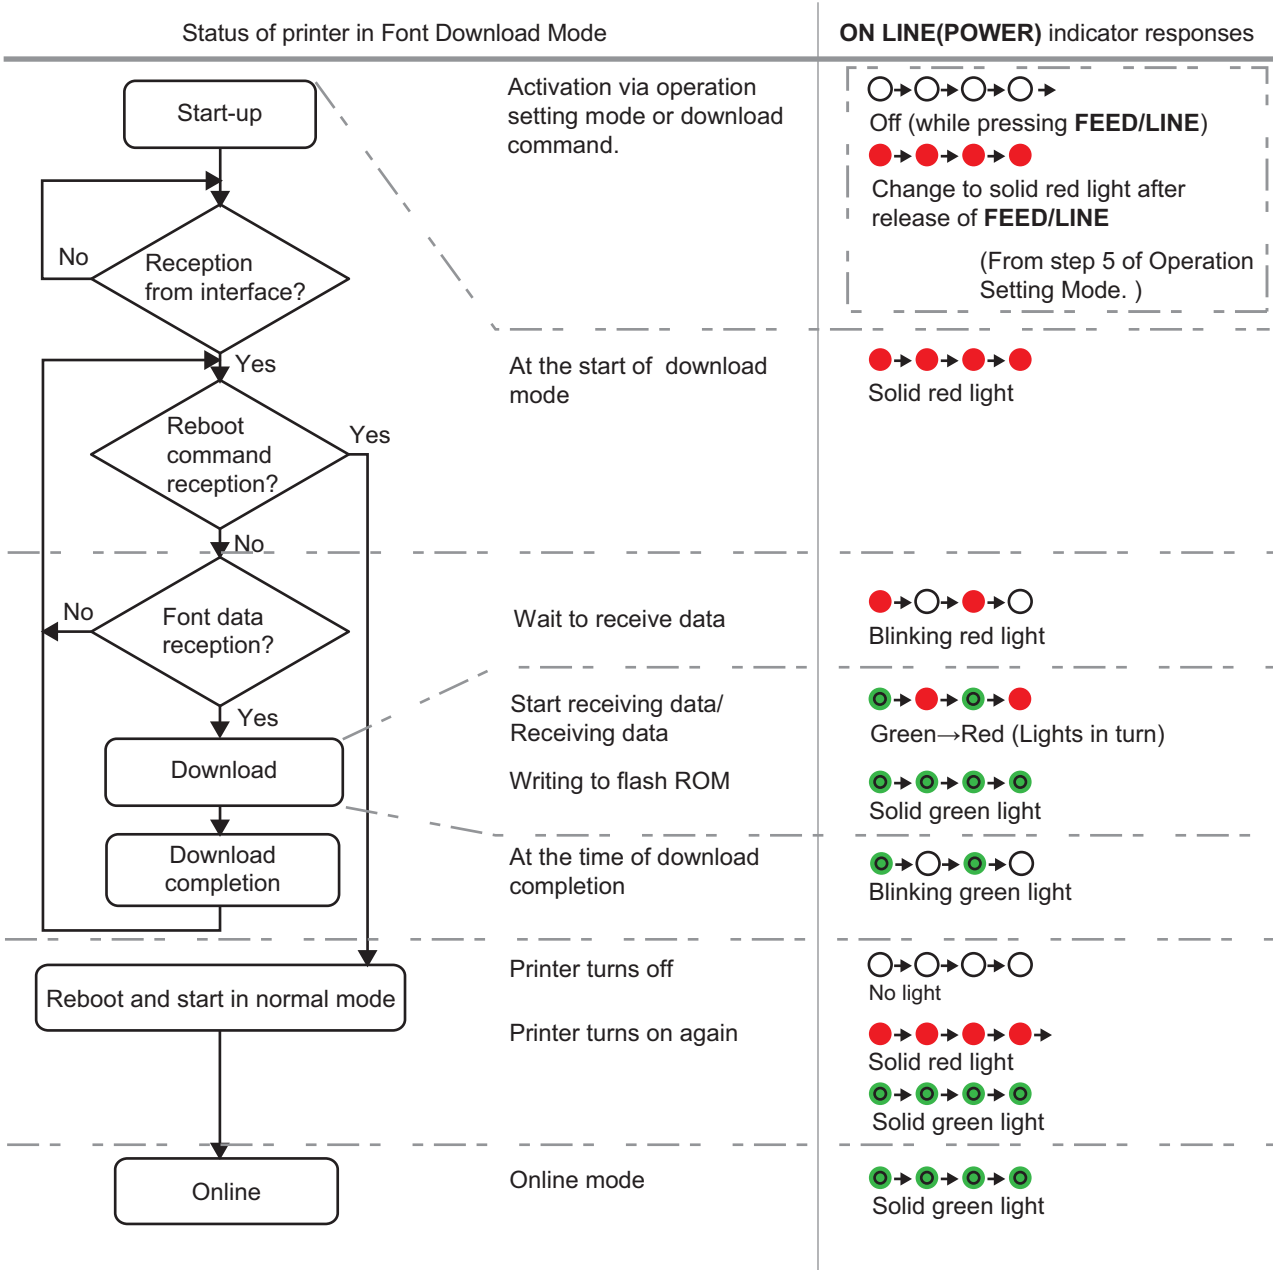 Status of printer in Font Download Mode
ON LINE(POWER) indicator responses
Start-up
Activation via operation
setting mode or download
command.
Off (while pressing FEED/LINE)
Change to solid red light after
release of FEED/LINE
(From step 5 of Operation
Setting Mode. )
No
Reception
from interface?
Yes
At the start of download
mode
Solid red light
Reboot
command
reception?
Yes
No
No
Font data
reception?
Wait to receive data
Blinking red light
Yes
Start receiving data/
Receiving data
Green→Red (Lights in turn)
Download
Writing to flash ROM
Solid green light
Download
completion
At the time of download
completion
Blinking green light
Printer turns off
No light
Reboot and start in normal mode
Printer turns on again
Solid red light
Solid green light
Online
Online mode
Solid green light